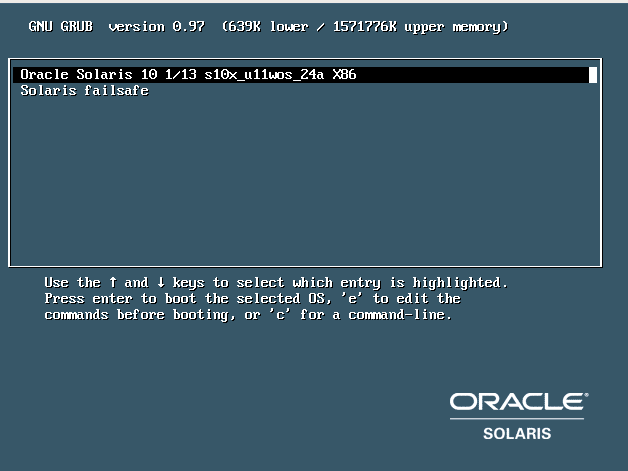 GNU GRUB  version 0.97  (639K lower / 1571776K upper memory)
Oracle Solaris 10 1/13 s10x_u11wos_24a X86
Solaris failsafe
Use the ↑ and ↓ keys to select which entry is highlighted.
Press enter to boot the selected OS, 'e' to edit the
commands before booting, or 'c' for a command-line.
ORACLE®
SOLARIS